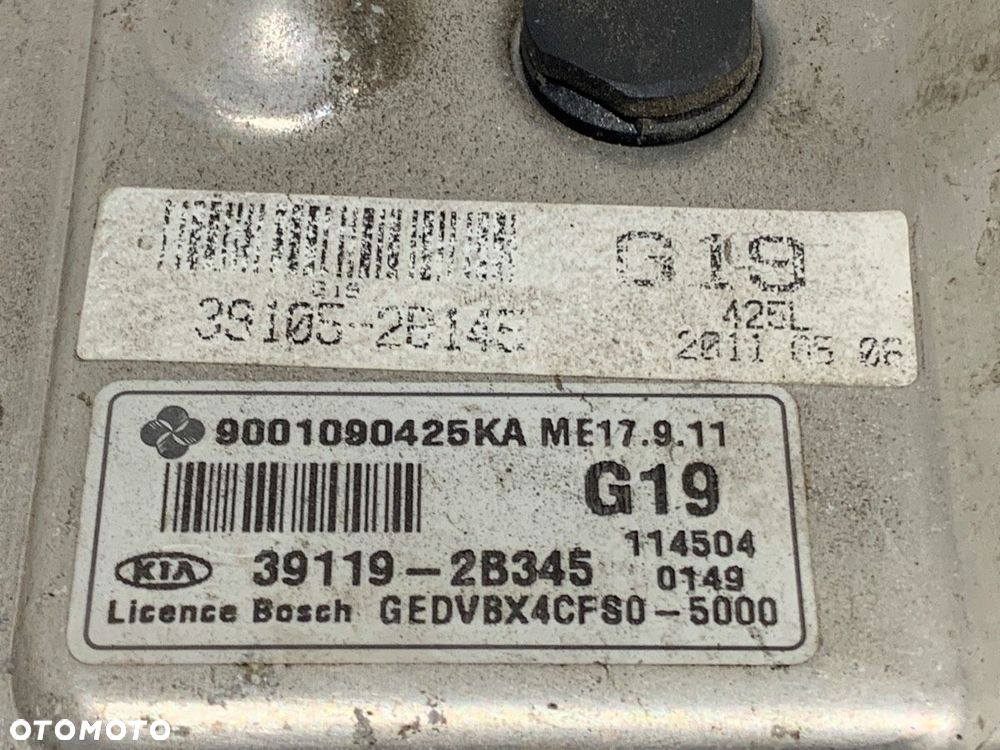 G19
G19
39105-2B145
425L
2011 05 06
9001090425KA ME17.9.11
G19
114504
KIA 39119-2B345
0149
Licence Bosch GEDVBX4CFS0-5000
OTOMOTO